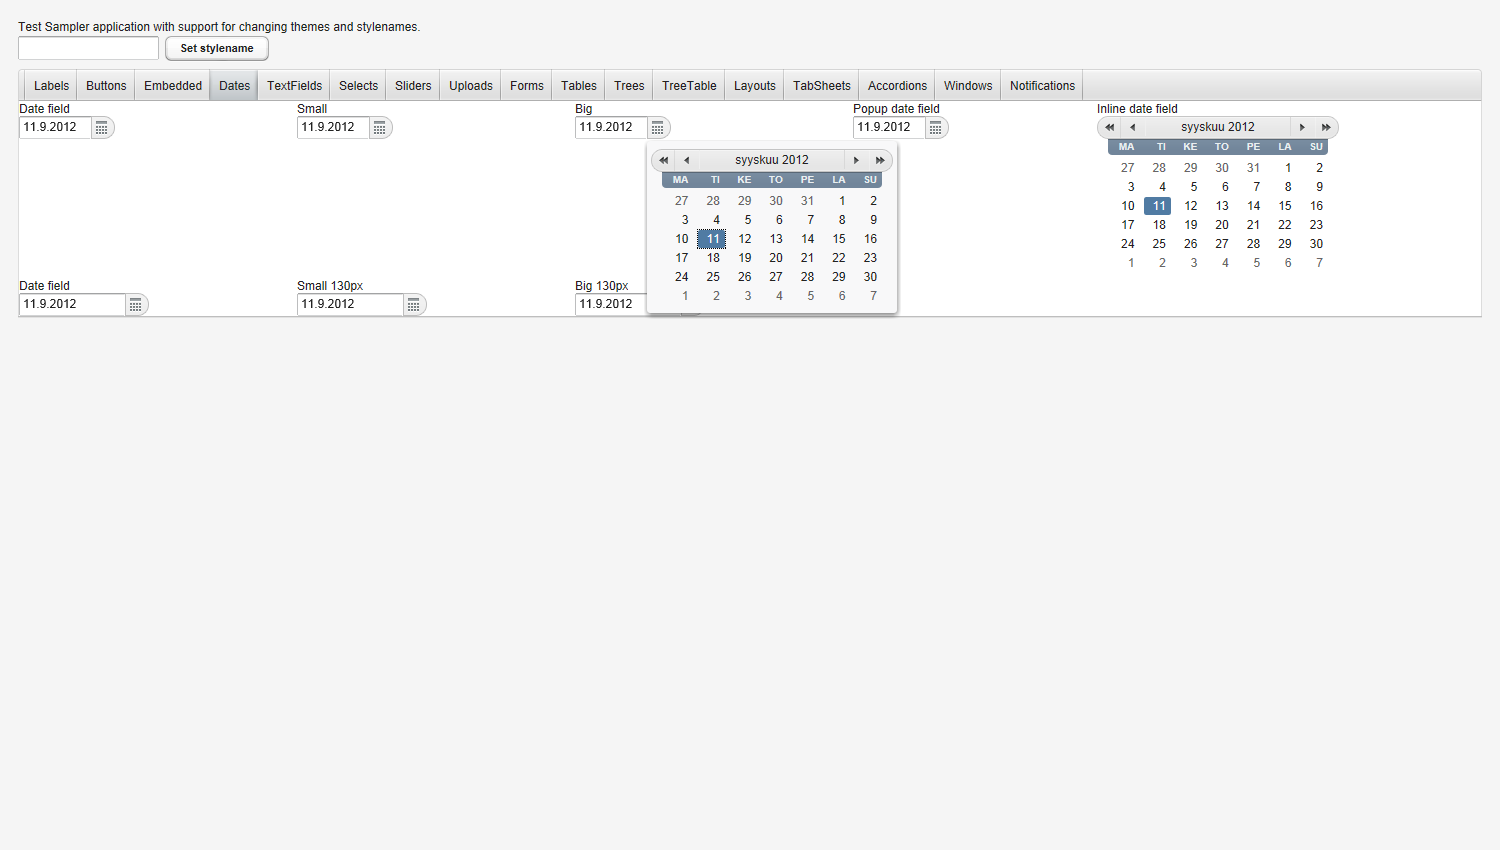 Test Sampler application with support for changing themes and stylenames.
Set stylename
Labels Buttons Embedded Dates TextFields Selects Sliders Uploads Forms Tables Trees TreeTable Layouts TabSheets Accordions Windows Notifications
Date field Small Big Popup date field Inline date field
11.9.2012 11.9.2012 11.9.2012 11.9.2012 syyskuu 2012
MA TI KE TO PE LA SU
27 28 29 30 31 1 2
3 4 5 6 7 8 9
10 11 12 13 14 15 16
17 18 19 20 21 22 23
24 25 26 27 28 29 30
1 2 3 4 5 6 7
syyskuu 2012
MA TI KE TO PE LA SU
27 28 29 30 31 1 2
3 4 5 6 7 8 9
10 11 12 13 14 15 16
17 18 19 20 21 22 23
24 25 26 27 28 29 30
1 2 3 4 5 6 7
Date field Small 130px Big 130px
11.9.2012 11.9.2012 11.9.2012